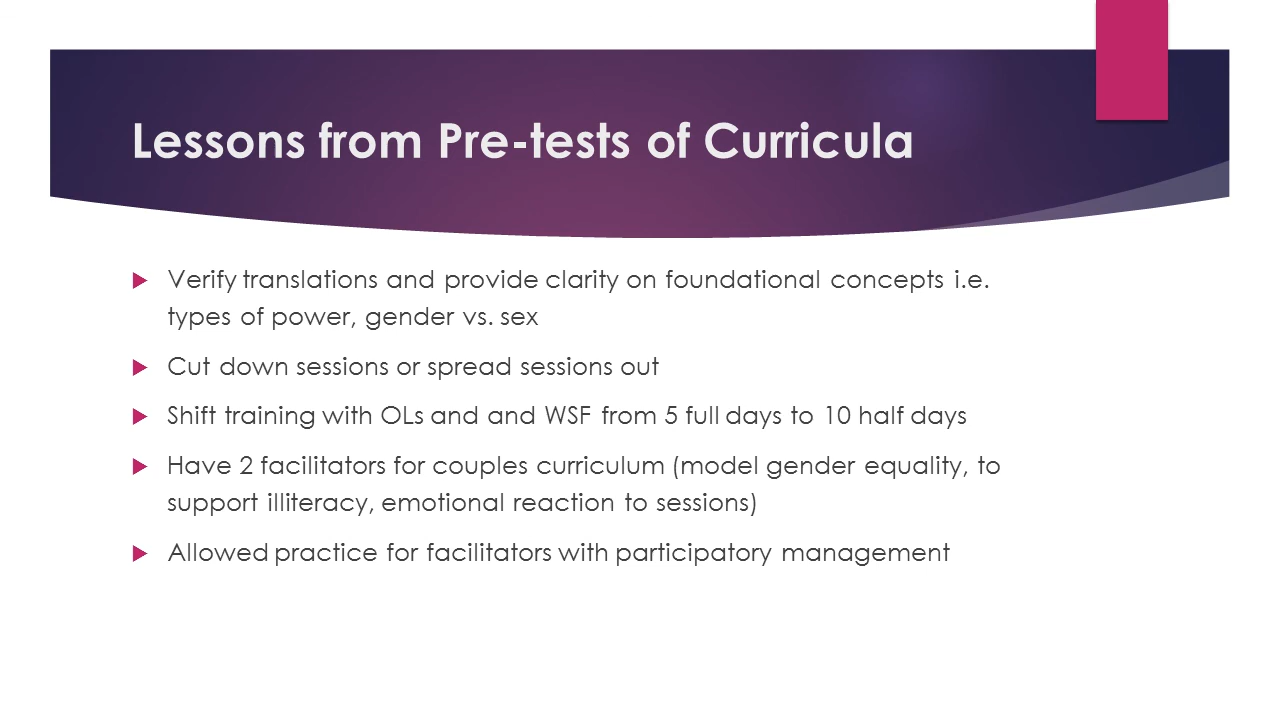 Lessons from Pre-tests of Curricula
Verify translations and provide clarity on foundational concepts i.e.
types of power, gender vs. sex
Cut down sessions or spread sessions out
Shift training with OLs and and WSF from 5 full days to 10 half days
Have 2 facilitators for couples curriculum (model gender equality, to
support illiteracy, emotional reaction to sessions)
Allowed practice for facilitators with participatory management